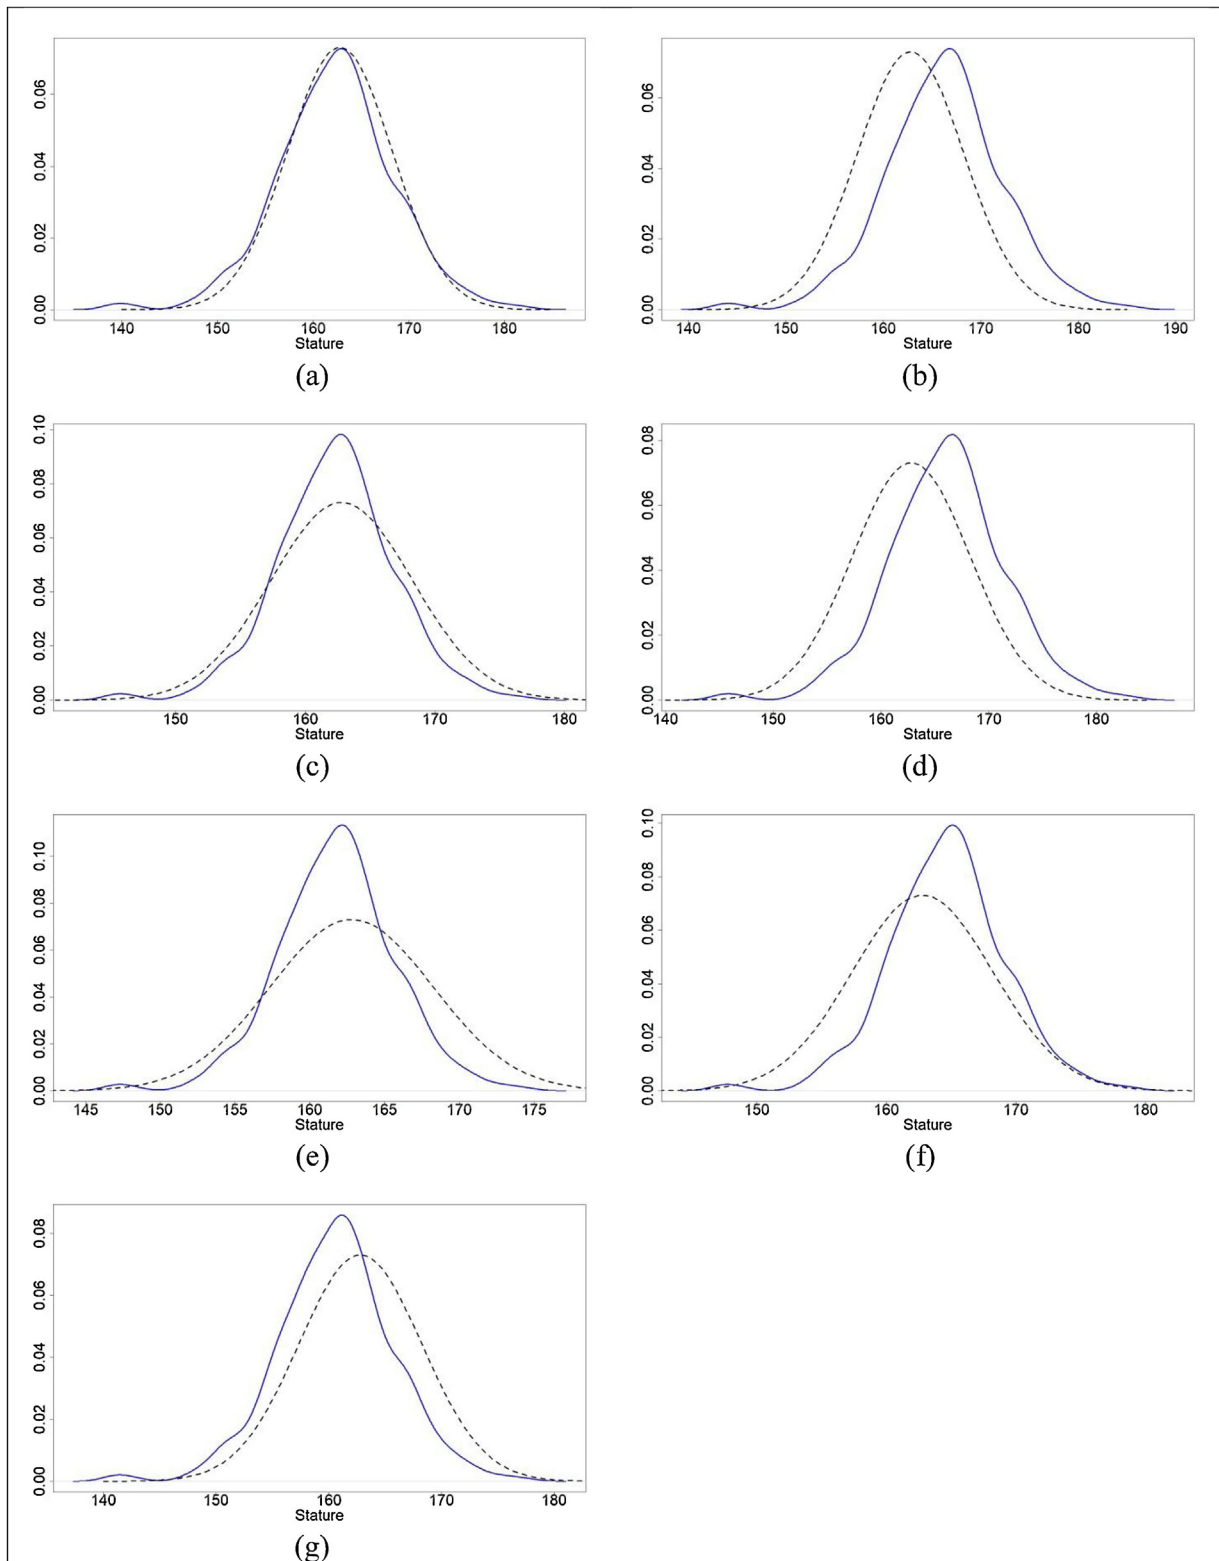 0.00 0.02 0.04 0.06
140 150 160 170 180
Stature
(a)
0.00 0.02 0.04 0.06
140 150 160 170 180 190
Stature
(b)
0.00 0.02 0.04 0.06 0.08 0.10
150 160 170 180
Stature
(c)
0.00 0.02 0.04 0.06 0.08
140 150 160 170 180
Stature
(d)
0.00 0.02 0.04 0.06 0.08 0.10
145 150 155 160 165 170 175
Stature
(e)
0.00 0.02 0.04 0.06 0.08 0.10
150 160 170 180
Stature
(f)
0.00 0.02 0.04 0.06 0.08
140 150 160 170 180
Stature
(g)